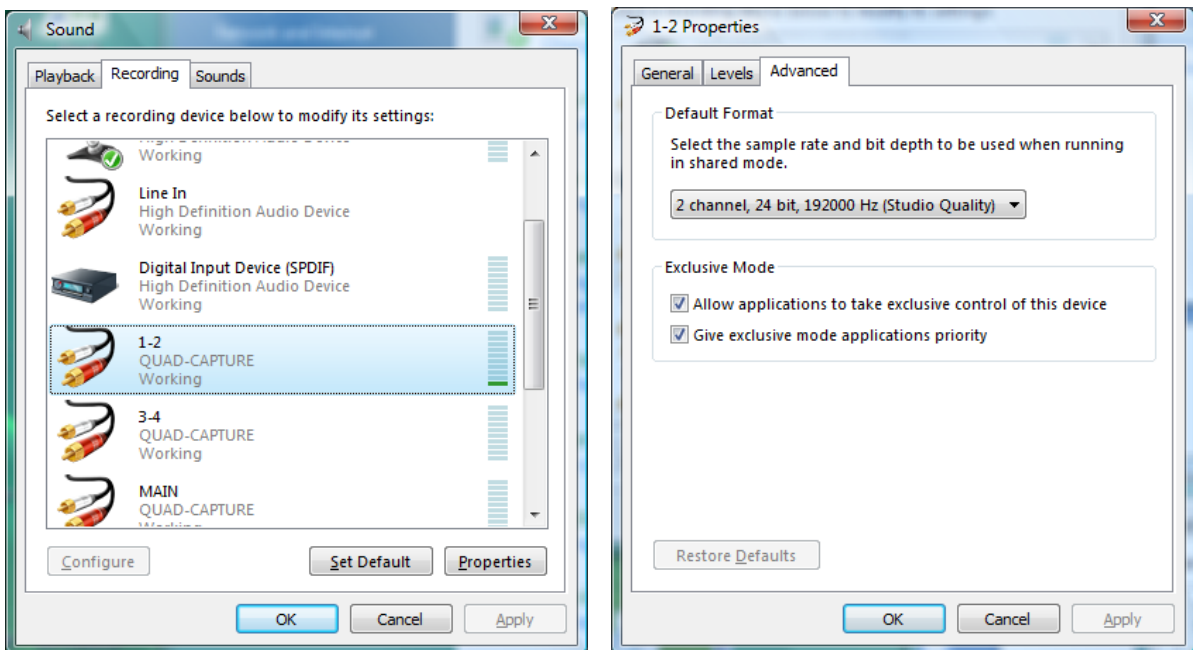 Sound
Playback
Recording
Sounds
Select a recording device below to modify its settings:
Working
Line In
High Definition Audio Device
Working
Digital Input Device (SPDIF)
High Definition Audio Device
Working
1-2
QUAD-CAPTURE
Working
3-4
QUAD-CAPTURE
Working
MAIN
QUAD-CAPTURE
Configure
Set Default
Properties
OK
Cancel
Apply
1-2 Properties
General
Levels
Advanced
Default Format
Select the sample rate and bit depth to be used when running
in shared mode.
2 channel, 24 bit, 192000 Hz (Studio Quality)
Exclusive Mode
Allow applications to take exclusive control of this device
Give exclusive mode applications priority
Restore Defaults
OK
Cancel
Apply